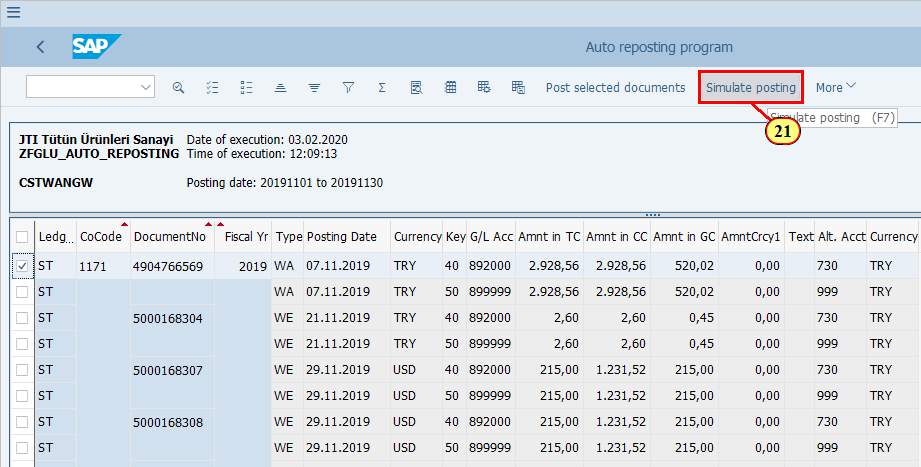 SAP
Auto reposting program
Post selected documents Simulate posting More
Simulate posting (F7)
21
JTI Tütün Ürünleri Sanayi Date of execution: 03.02.2020
ZFGLU_AUTO_REPOSTING Time of execution: 12:09:13
CSTWANGW Posting date: 20191101 to 20191130
Ledg... CoCode DocumentNo Fiscal Yr Type Posting Date Currency Key G/L Acc Amnt in TC Amnt in CC Amnt in GC AmntCrcy1 Text Alt. Acct Currency
ST 1171 4904766569 2019 WA 07.11.2019 TRY 40 892000 2.928,56 2.928,56 520,02 0,00 730 TRY
ST WA 07.11.2019 TRY 50 899999 2.928,56 2.928,56 520,02 0,00 999 TRY
ST 5000168304 WE 21.11.2019 TRY 40 892000 2,60 2,60 0,45 0,00 730 TRY
ST WE 21.11.2019 TRY 50 899999 2,60 2,60 0,45 0,00 999 TRY
ST 5000168307 WE 29.11.2019 USD 40 892000 215,00 1.231,52 215,00 0,00 730 TRY
ST WE 29.11.2019 USD 50 899999 215,00 1.231,52 215,00 0,00 999 TRY
ST 5000168308 WE 29.11.2019 USD 40 892000 215,00 1.231,52 215,00 0,00 730 TRY
ST WE 29.11.2019 USD 50 899999 215,00 1.231,52 215,00 0,00 999 TRY